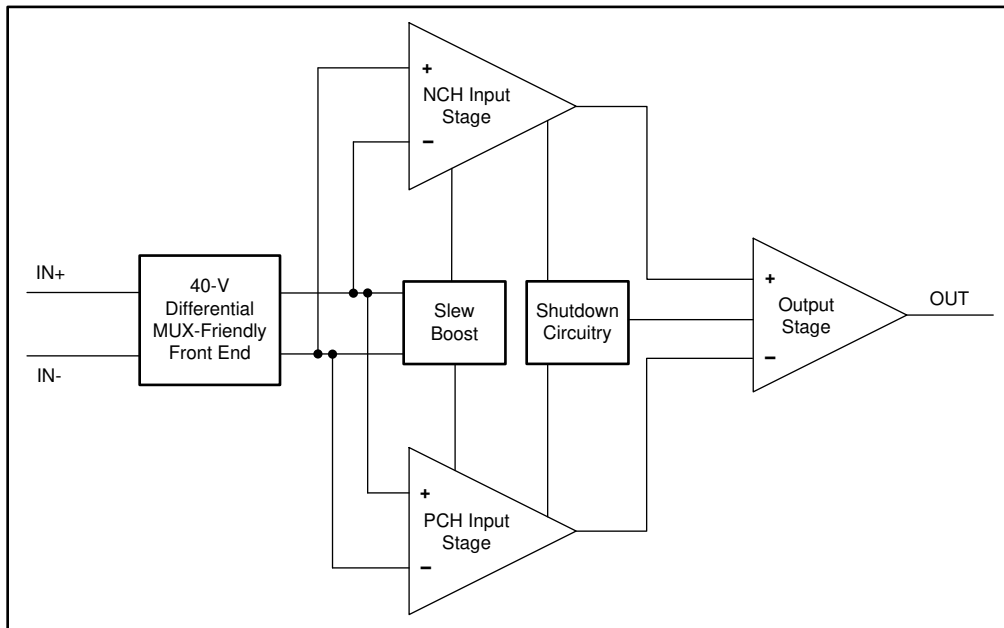 +
NCH Input
Stage
−
IN+
40-V
Differential
MUX-Friendly
Front End
IN-
Slew
Boost
Shutdown
Circuitry
+
Output
Stage
−
OUT
+
PCH Input
Stage
−